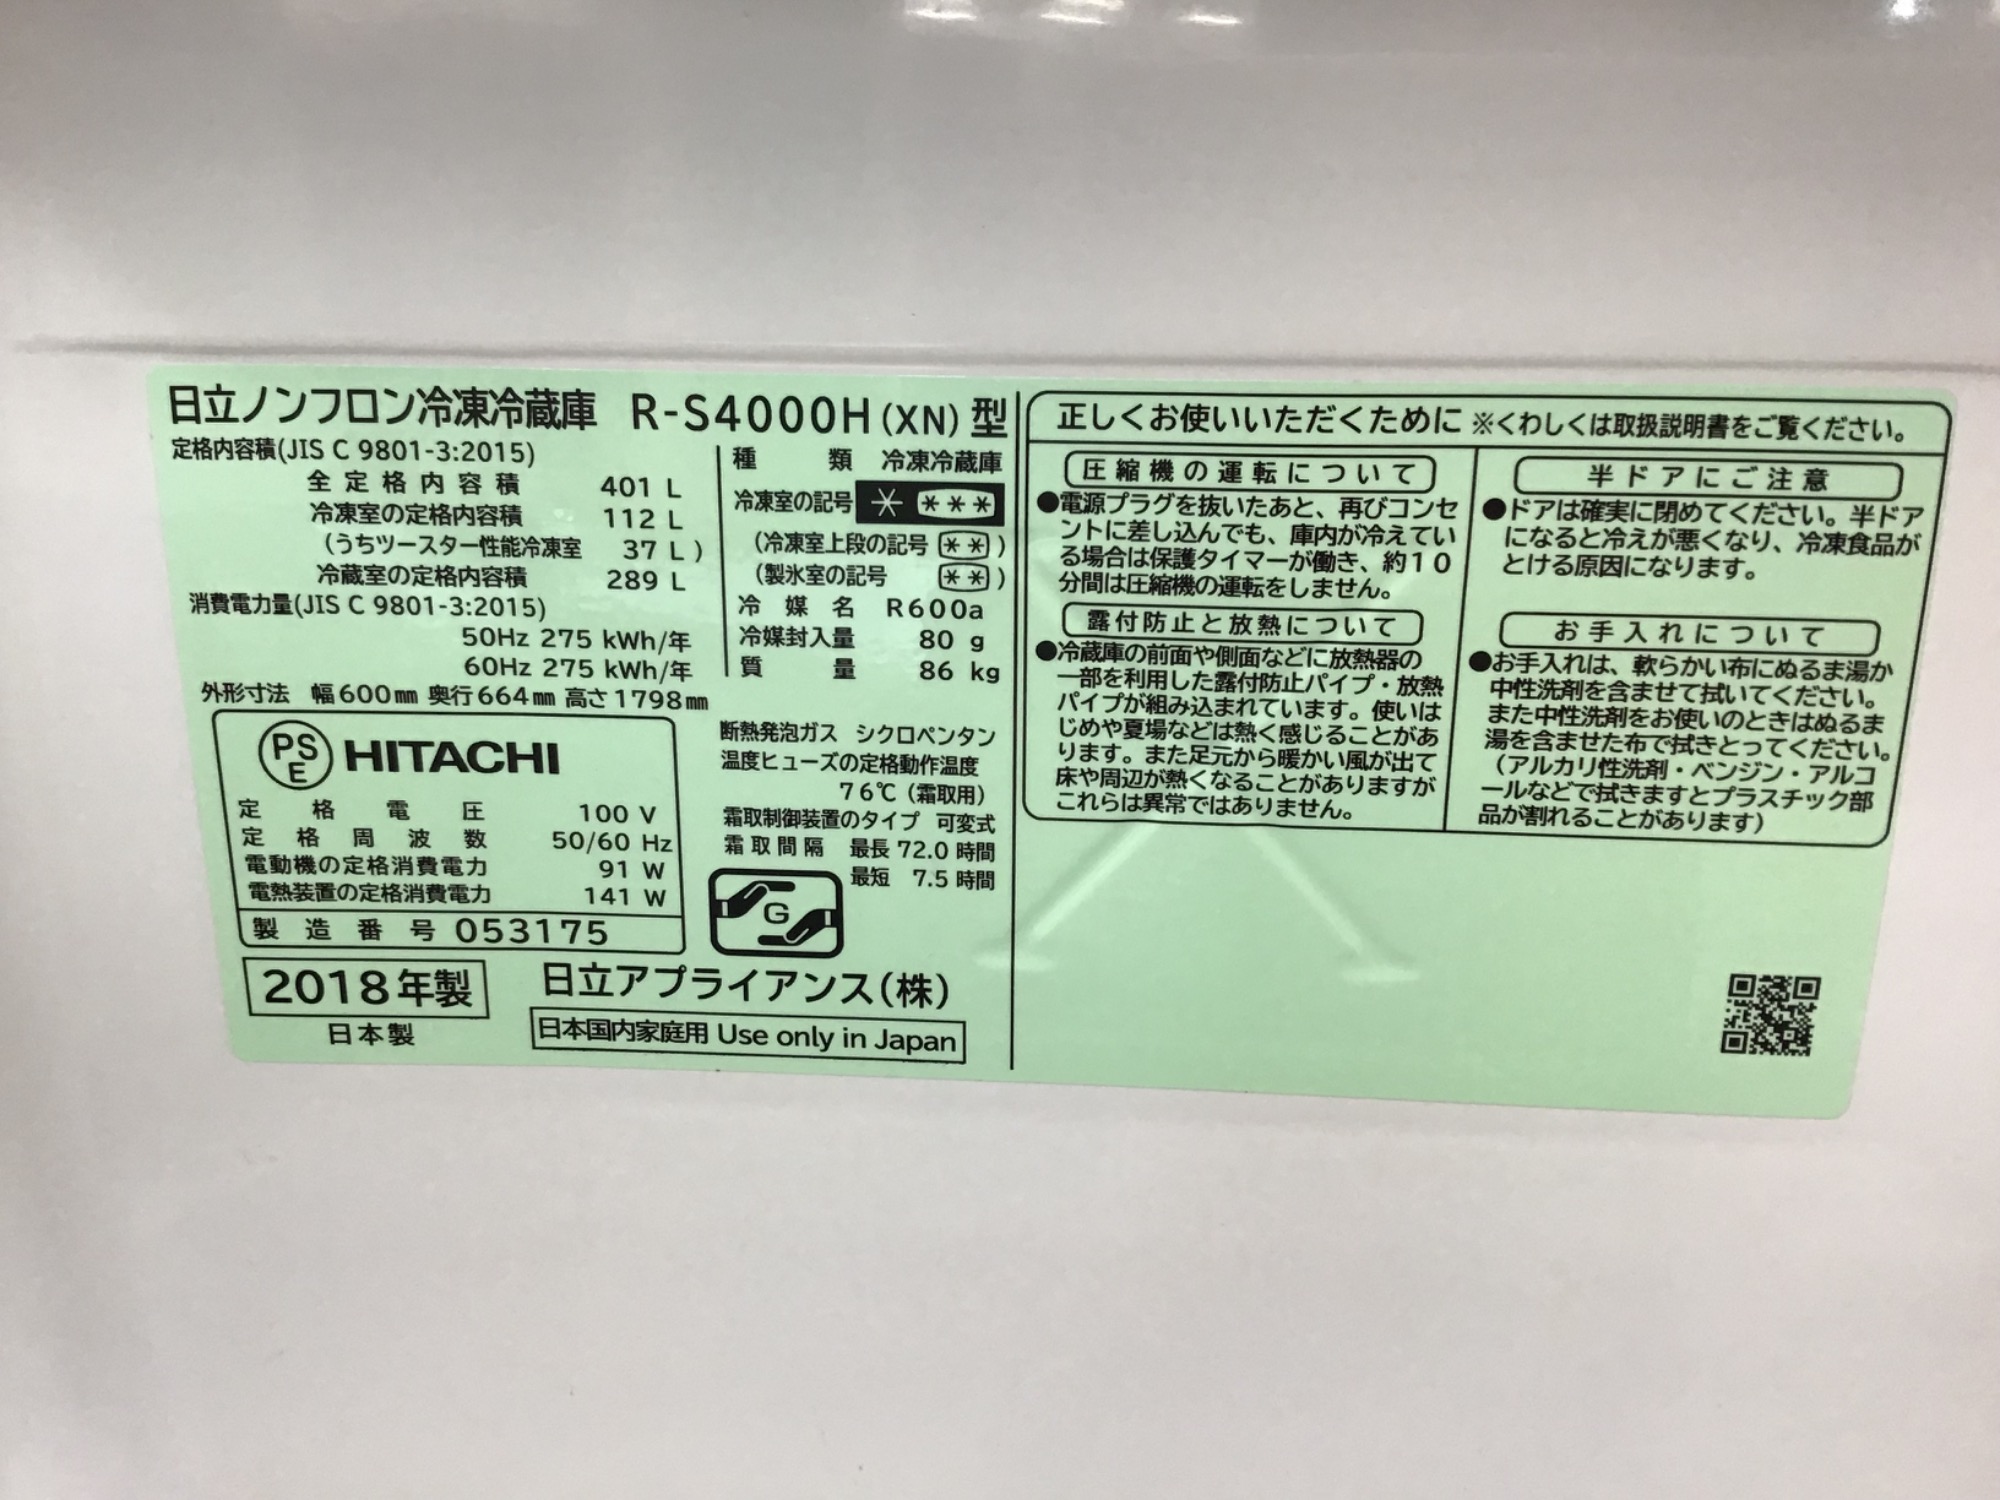 日立ノンフロン冷凍冷蔵庫 R-S4000H(XN)型
定格内容積(JIS C 9801-3:2015)
全定格内容積 401 L
冷凍室の定格内容積 112 L
(うちツースター性能冷凍室 37 L)
冷蔵室の定格内容積 289 L
消費電力量(JIS C 9801-3:2015)
50Hz 275 kWh/年
60Hz 275 kWh/年
外形寸法 幅600㎜ 奥行664㎜ 高さ1798㎜
種類 冷凍冷蔵庫
冷凍室の記号 * ***
(冷凍室上段の記号 **)
(製氷室の記号 **)
冷媒名 R600a
冷媒封入量 80 g
質量 86 kg
PS
E
HITACHI
定格電圧 100 V
定格周波数 50/60 Hz
電動機の定格消費電力 91 W
電熱装置の定格消費電力 141 W
製造番号 053175
断熱発泡ガス シクロペンタン
温度ヒューズの定格動作温度
76℃(霜取用)
霜取制御装置のタイプ 可変式
霜取間隔 最長 72.0 時間
最短 7.5 時間
G
2018年製
日本製
日立アプライアンス(株)
日本国内家庭用 Use only in Japan
正しくお使いいただくために ※くわしくは取扱説明書をご覧ください。
圧縮機の運転について
●電源プラグを抜いたあと、再びコンセ
ントに差し込んでも、庫内が冷えてい
る場合は保護タイマーが働き、約10
分間は圧縮機の運転をしません。
露付防止と放熱について
●冷蔵庫の前面や側面などに放熱器の
一部を利用した露付防止パイプ・放熱
パイプが組み込まれています。使いは
じめや夏場などは熱く感じることがあ
ります。また足元から暖かい風が出て
床や周辺が熱くなることがありますが
これらは異常ではありません。
半ドアにご注意
●ドアは確実に閉めてください。半ドア
になると冷えが悪くなり、冷凍食品が
とける原因になります。
お手入れについて
●お手入れは、軟らかい布にぬるま湯か
中性洗剤を含ませて拭いてください。
また中性洗剤をお使いのときはぬるま
湯を含ませた布で拭きとってください。
(アルカリ性洗剤・ベンジン・アルコ
ールなどで拭きますとプラスチック部
品が割れることがあります)